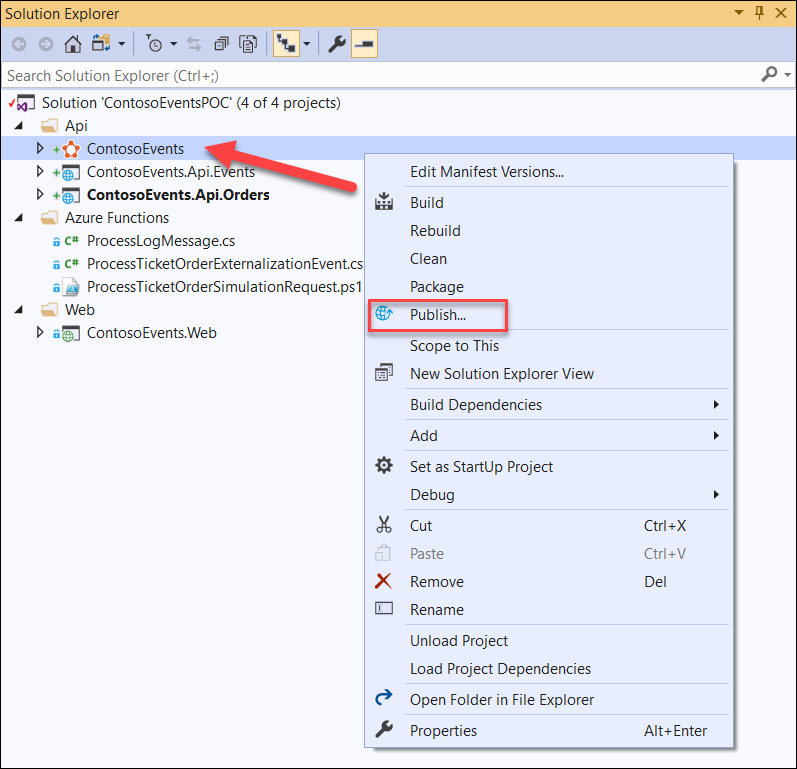 Solution Explorer
Search Solution Explorer (Ctrl+;)
Solution 'ContosoEventsPOC' (4 of 4 projects)
Api
ContosoEvents
ContosoEvents.Api.Events
ContosoEvents.Api.Orders
Azure Functions
C# ProcessLogMessage.cs
C# ProcessTicketOrderExternalizationEvent.cs
ProcessTicketOrderSimulationRequest.ps1
Web
ContosoEvents.Web
Edit Manifest Versions...
Build
Rebuild
Clean
Package
Publish...
Scope to This
New Solution Explorer View
Build Dependencies
Add
Set as StartUp Project
Debug
Cut Ctrl+X
Paste Ctrl+V
Remove Del
Rename
Unload Project
Load Project Dependencies
Open Folder in File Explorer
Properties Alt+Enter